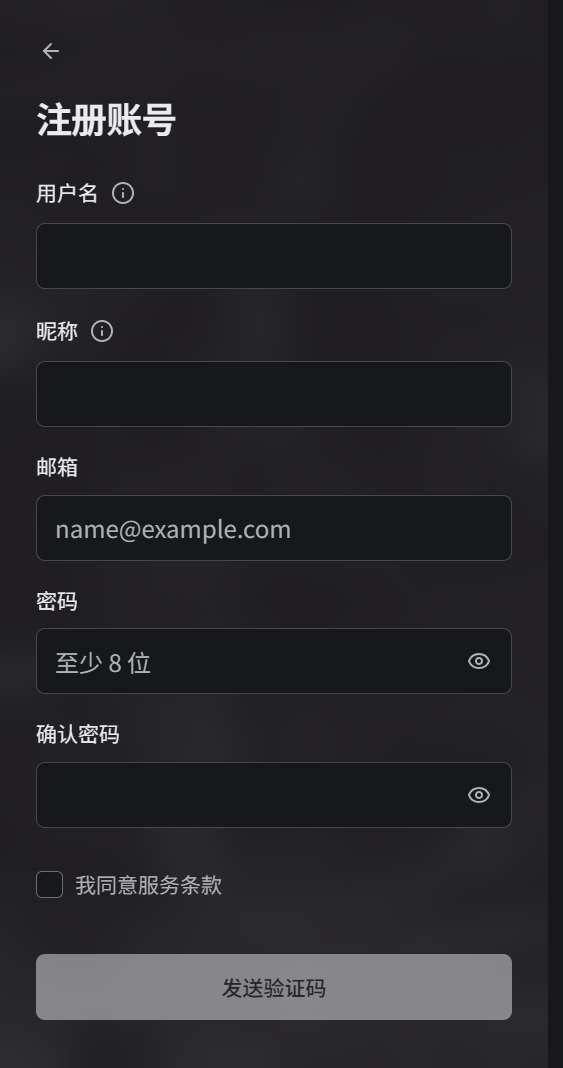 注册账号
用户名
昵称
邮箱
name@example.com
密码
至少 8 位
确认密码
我同意服务条款
发送验证码